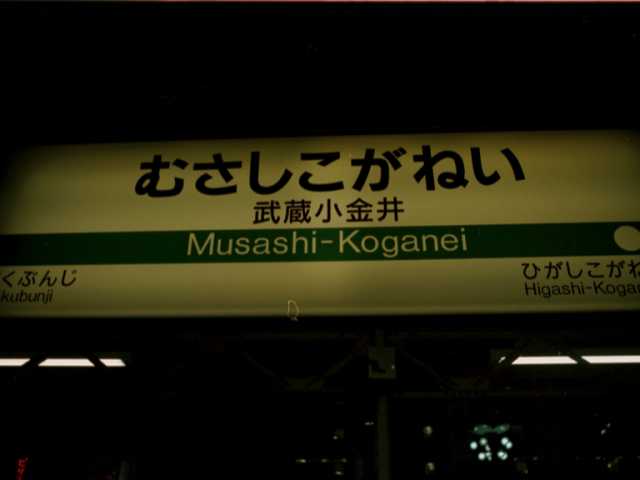 むさしこがねい
武蔵小金井
Musashi-Koganei
くぶんじ
kubunji
ひがしこがね
Higashi-Kogan